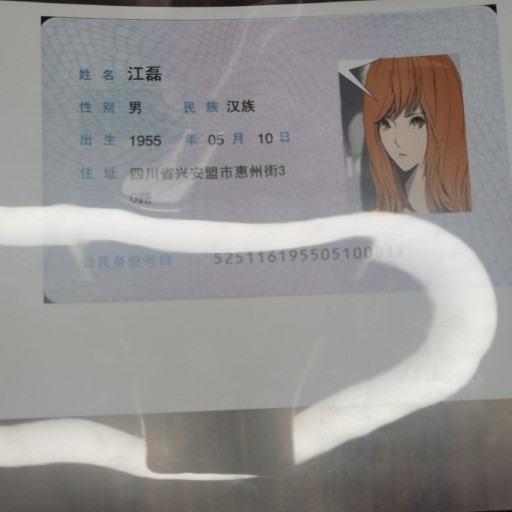 姓名 江磊
性别 男 民族 汉族
出生 1955 年 05 月 10 日
住址 四川省兴安盟市惠州街3
0路
公民身份号码 52511619550510081X